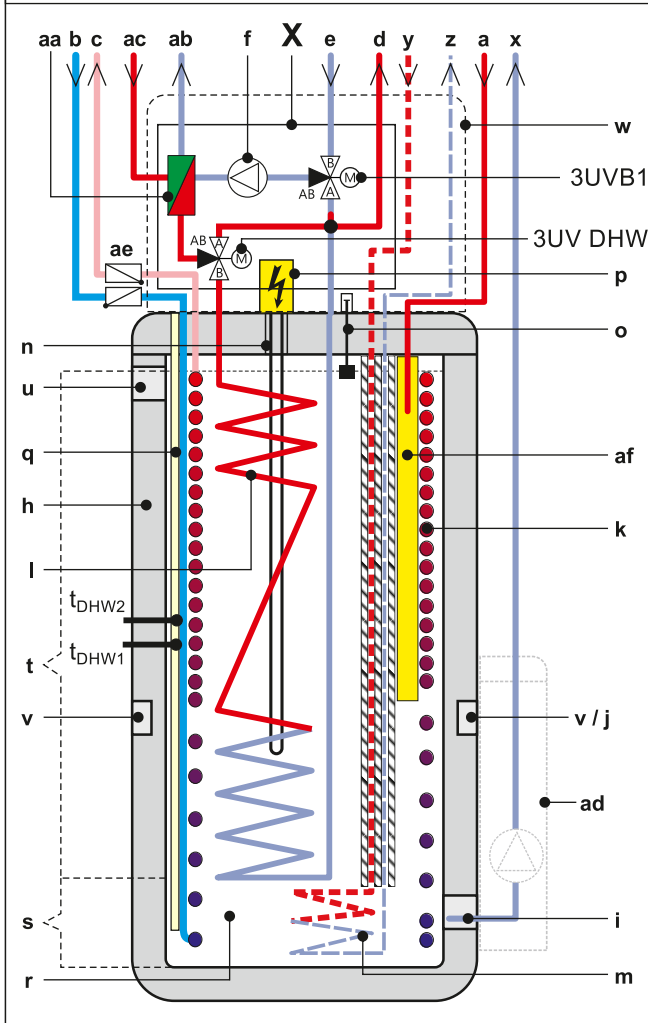 aa b c ac ab f X e d y z a x
w
B
AB M 3UVB1
A
AB A M 3UV DHW
B
ae
p
n o
u
q af
h k
l
tDHW2
tDHW1
t
v v / j
ad
s i
r m